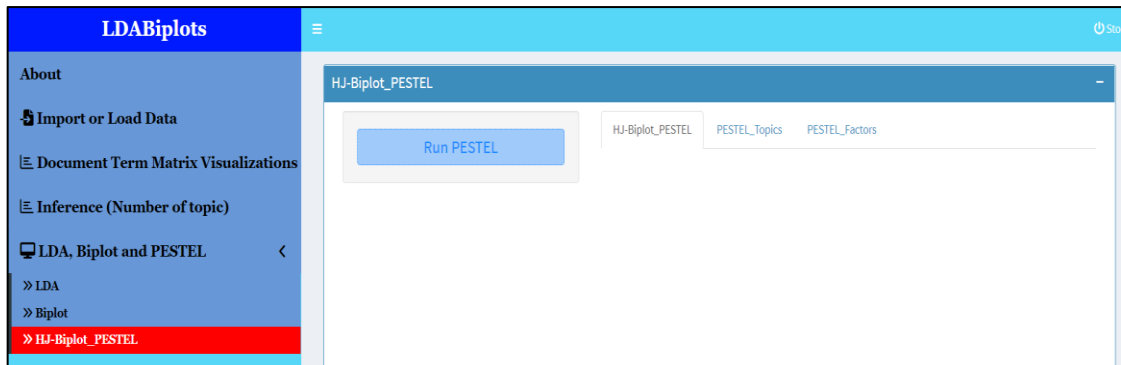 LDABiplots
Sto
About
Import or Load Data
Document Term Matrix Visualizations
Inference (Number of topic)
LDA, Biplot and PESTEL
LDA
Biplot
HJ-Biplot_PESTEL
HJ-Biplot_PESTEL
Run PESTEL
HJ-Biplot_PESTEL PESTEL_Topics PESTEL_Factors